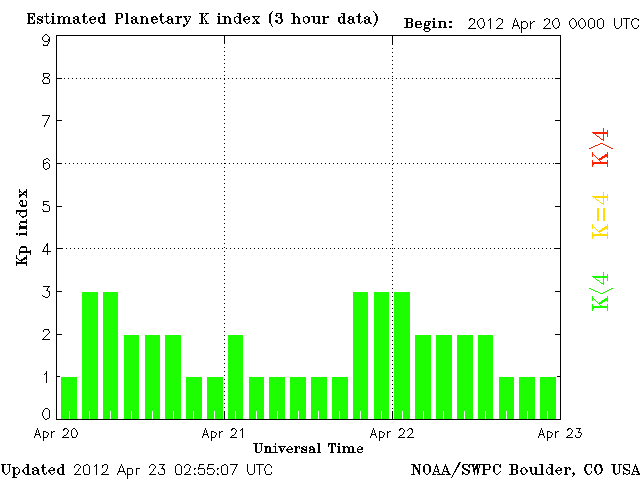 Estimated Planetary K index (3 hour data) Begin: 2012 Apr 20 0000 UTC
9
8
7
6
5
4
3
2
1
0
Kp index
K>4
K=4
K<4
Apr 20 Apr 21 Apr 22 Apr 23
Universal Time
Updated 2012 Apr 23 02:55:07 UTC NOAA/SWPC Boulder, CO USA